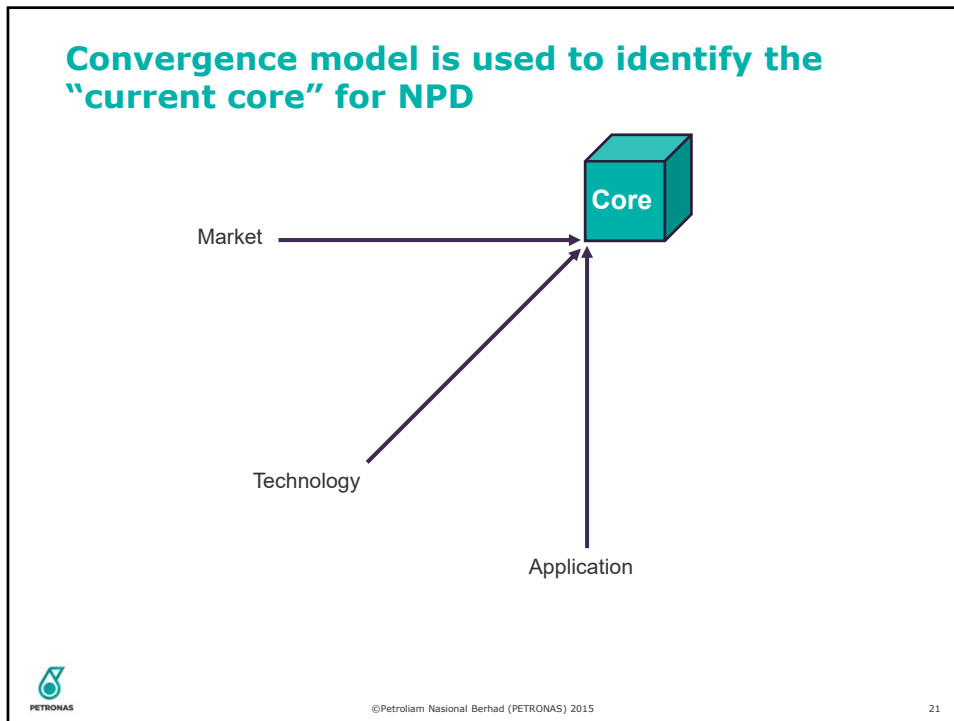 Convergence model is used to identify the
“current core” for NPD
Core
Market
Technology
Application
PETRONAS
©Petroliam Nasional Berhad (PETRONAS) 2015
21